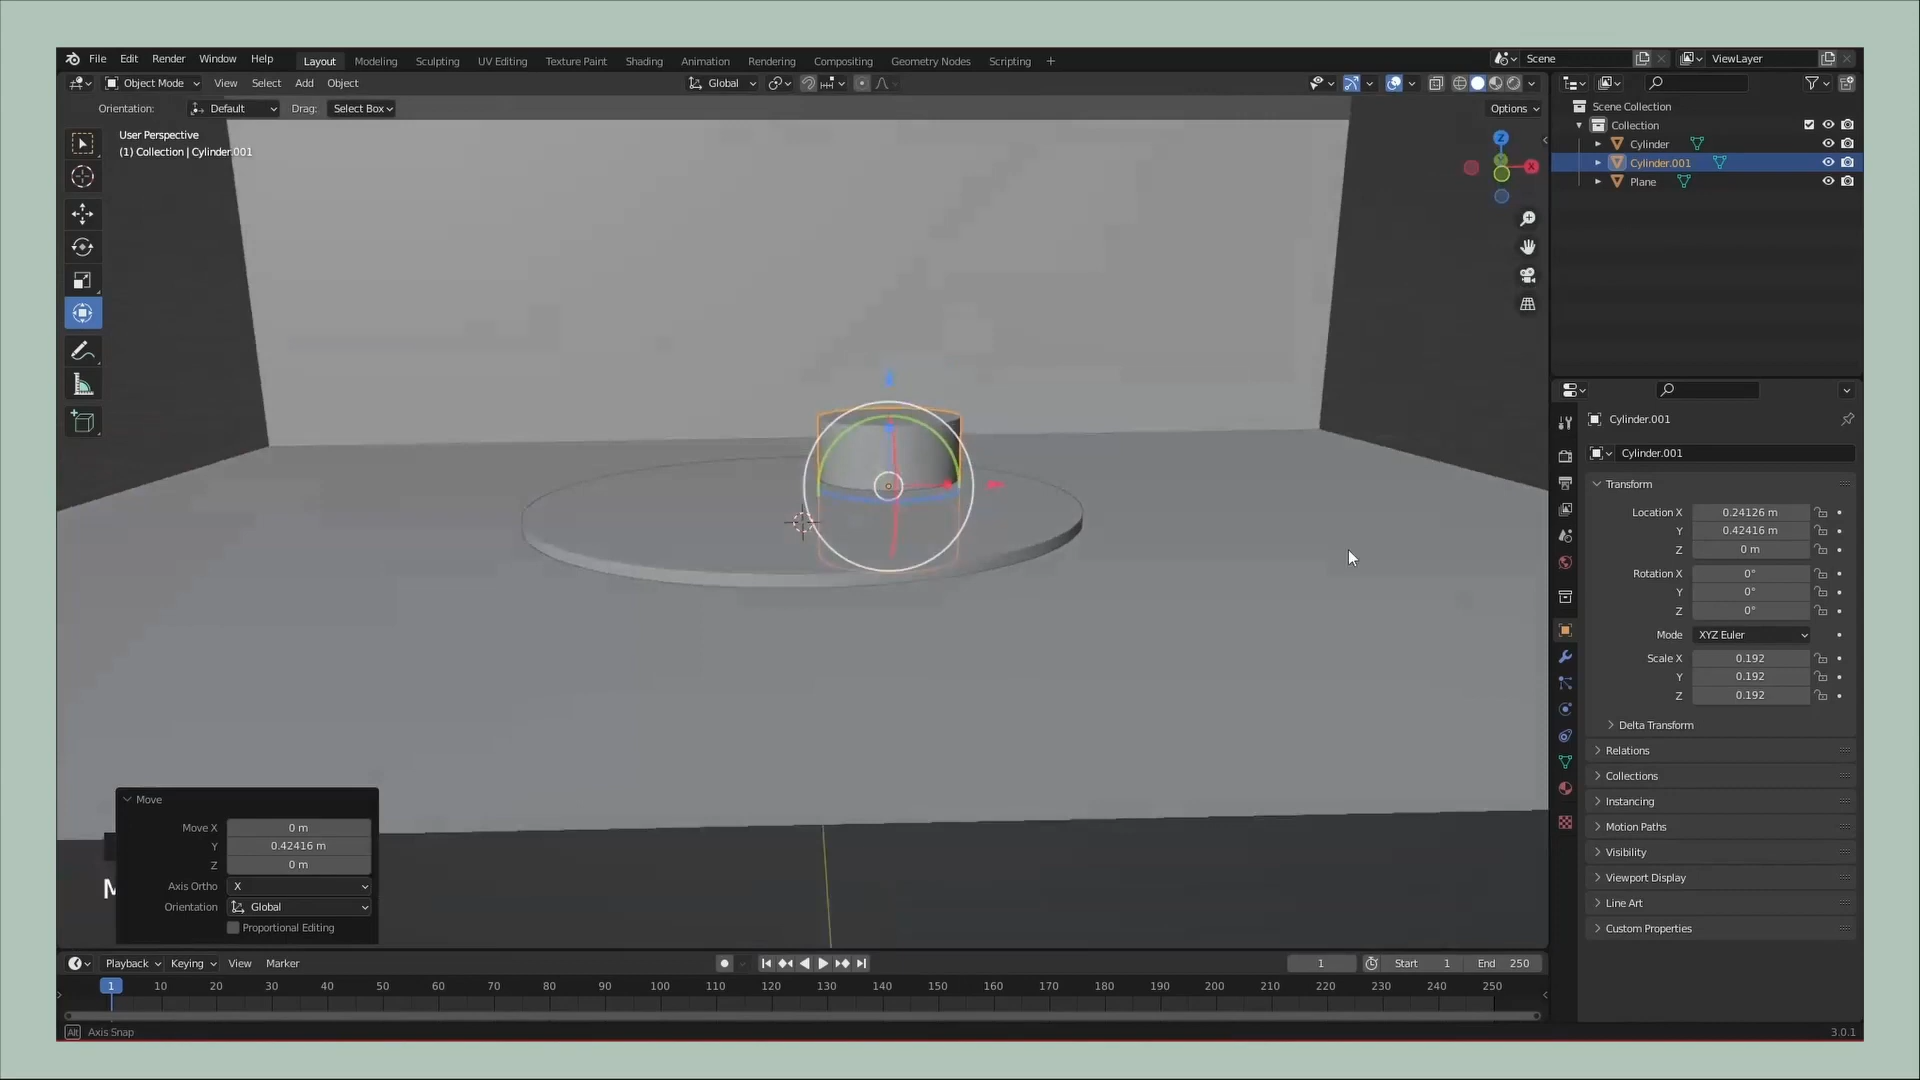 File Edit Render Window Help Layout Modeling Sculpting UV Editing Texture Paint Shading Animation Rendering Compositing Geometry Nodes Scripting + Scene ViewLayer
Object Mode View Select Add Object Global
Orientation: Default Drag: Select Box Options
User Perspective
(1) Collection | Cylinder.001
Z
Y
X
Scene Collection
Collection
Cylinder
Cylinder.001
Plane
Cylinder.001
Cylinder.001
Transform
Location X 0.24126 m
Y 0.42416 m
Z 0 m
Rotation X 0°
Y 0°
Z 0°
Mode XYZ Euler
Scale X 0.192
Y 0.192
Z 0.192
Delta Transform
Relations
Collections
Instancing
Motion Paths
Visibility
Viewport Display
Line Art
Custom Properties
Move
Move X 0 m
Y 0.42416 m
Z 0 m
Axis Ortho X
Orientation Global
Proportional Editing
Playback Keying View Marker 1 Start 1 End 250
1 10 20 30 40 50 60 70 80 90 100 110 120 130 140 150 160 170 180 190 200 210 220 230 240 250
Alt Axis Snap 3.0.1